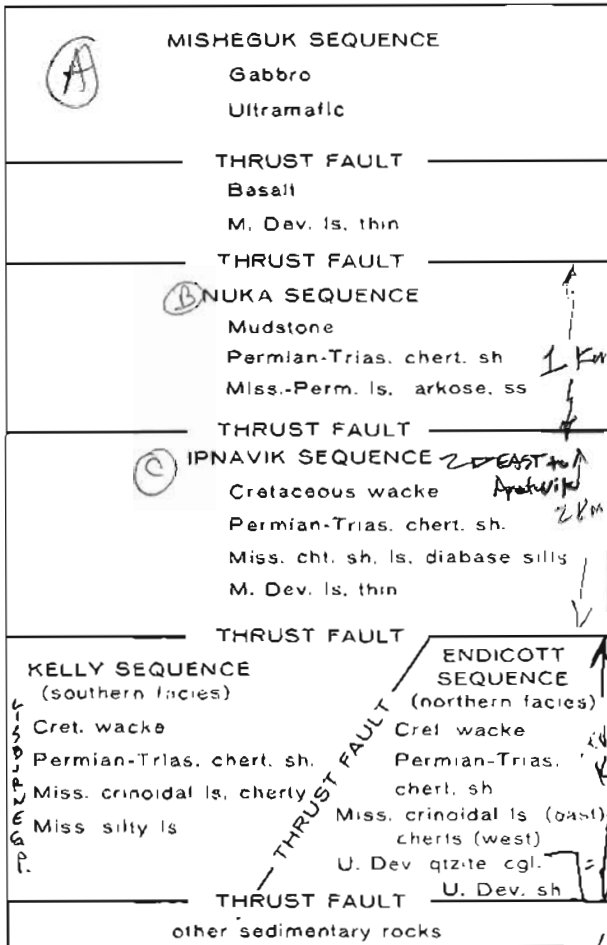 A
MISHEGUK SEQUENCE
Gabbro
Ultramafic
THRUST FAULT
Basalt
M. Dev. ls, thin
THRUST FAULT
B NUKA SEQUENCE
Mudstone
Permian-Trias. chert. sh
1 Km
Miss.-Perm. ls, arkose, ss
THRUST FAULT
C IPNAVIK SEQUENCE
EAST to
Cretaceous wacke
2 KM
Permian-Trias. chert. sh.
Miss. cht. sh, ls, diabase sills
M. Dev. ls, thin
THRUST FAULT
KELLY SEQUENCE
(southern facies)
LISBURNE GP.
Cret. wacke
Permian-Trias. chert. sh.
Miss. crinoidal ls, cherty
Miss silty ls
THRUST FAULT
ENDICOTT
SEQUENCE
(northern facies)
Cret wacke
Permian-Trias.
chert. sh
Miss. crinoidal ls (east)
cherts (west)
U. Dev qtzite cgl.
U. Dev. sh
THRUST FAULT
other sedimentary rocks